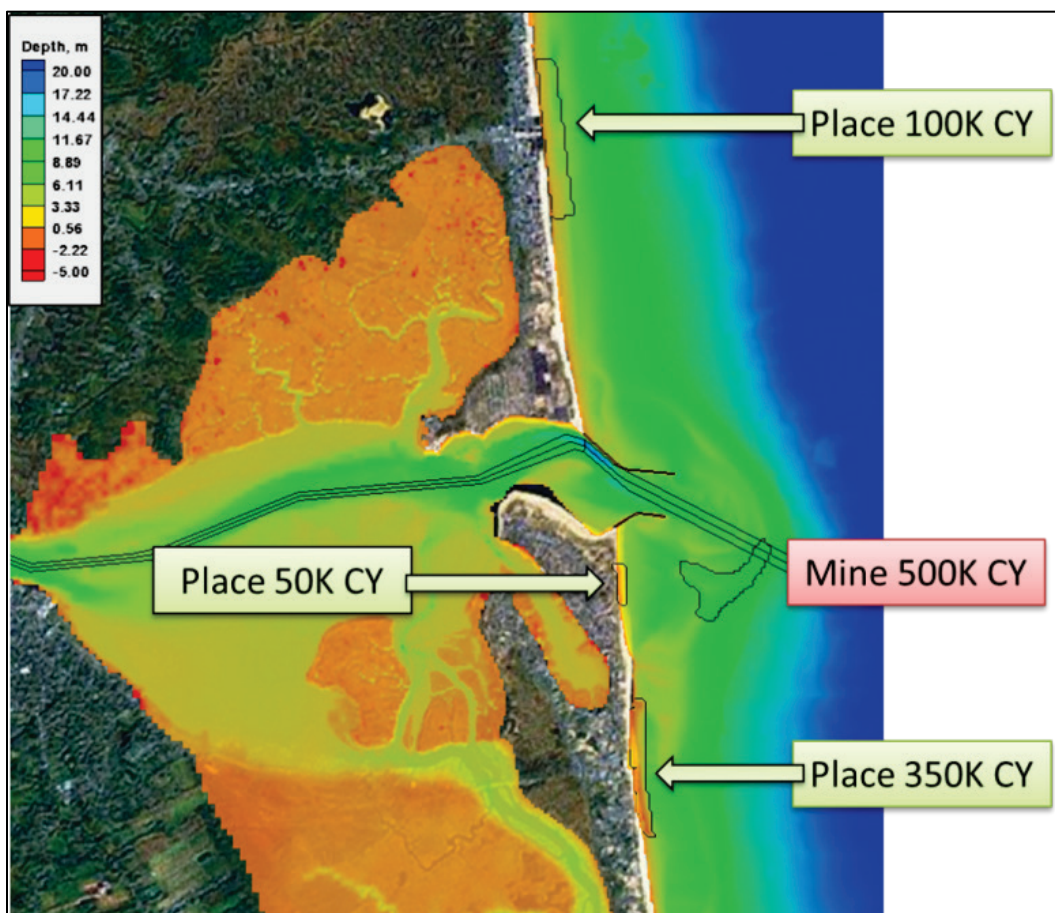 Depth, m
20.00
17.22
14.44
11.67
8.89
6.11
3.33
0.56
-2.22
-5.00
Place 100K CY
Place 50K CY
Mine 500K CY
Place 350K CY